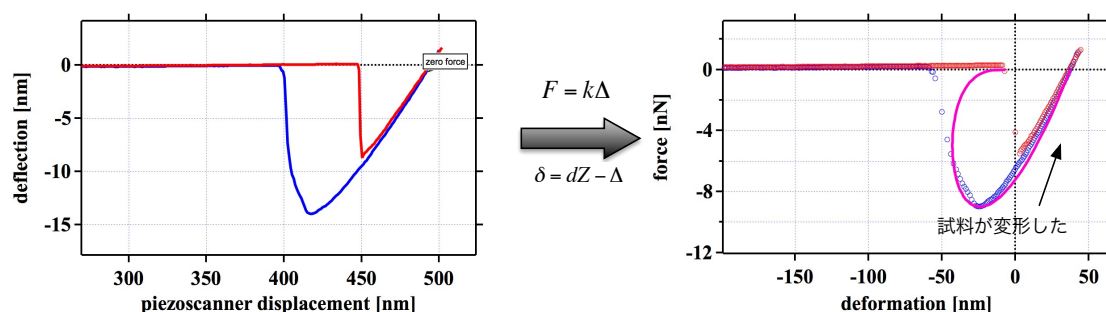 deflection [nm]
0
-5
-10
-15
300
350
400
450
500
piezoscanner displacement [nm]
zero force
F = kΔ
δ = dZ − Δ
force [nN]
0
-4
-8
-12
-150
-100
-50
0
50
deformation [nm]
試料が変形した